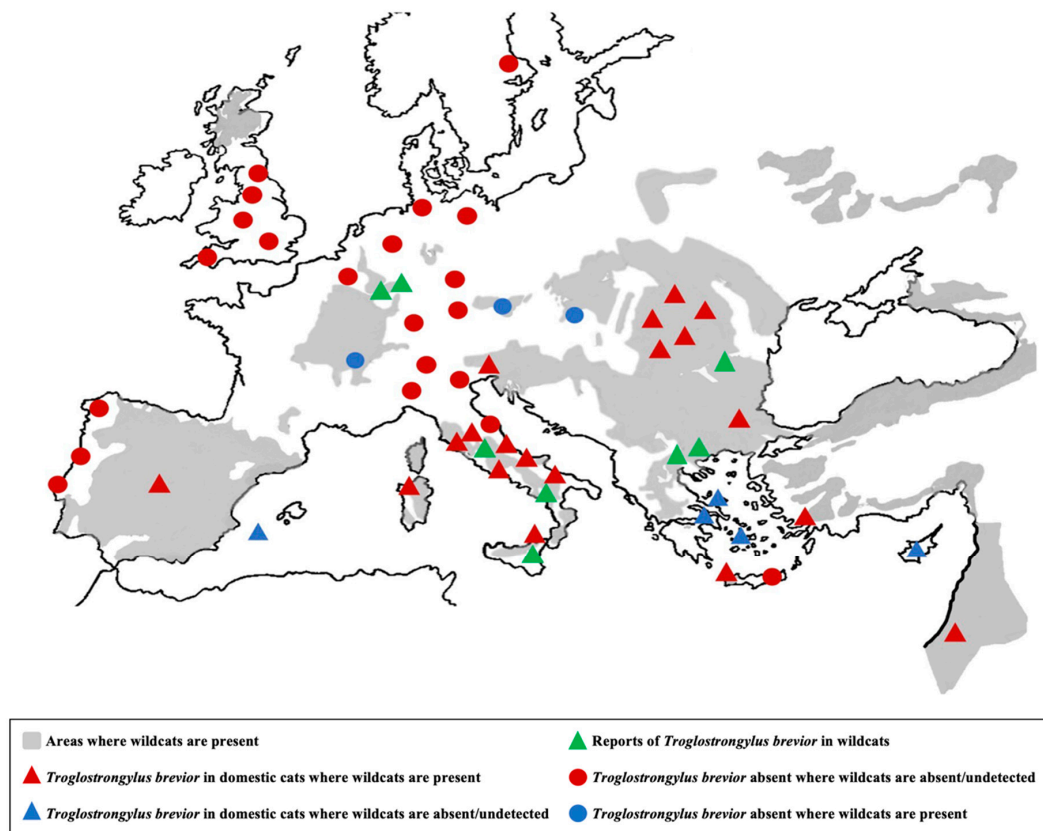 Areas where wildcats are present
Reports of Troglostrongylus brevior in wildcats
Troglostrongylus brevior in domestic cats where wildcats are present
Troglostrongylus brevior absent where wildcats are absent/undetected
Troglostrongylus brevior in domestic cats where wildcats are absent/undetected
Troglostrongylus brevior absent where wildcats are present